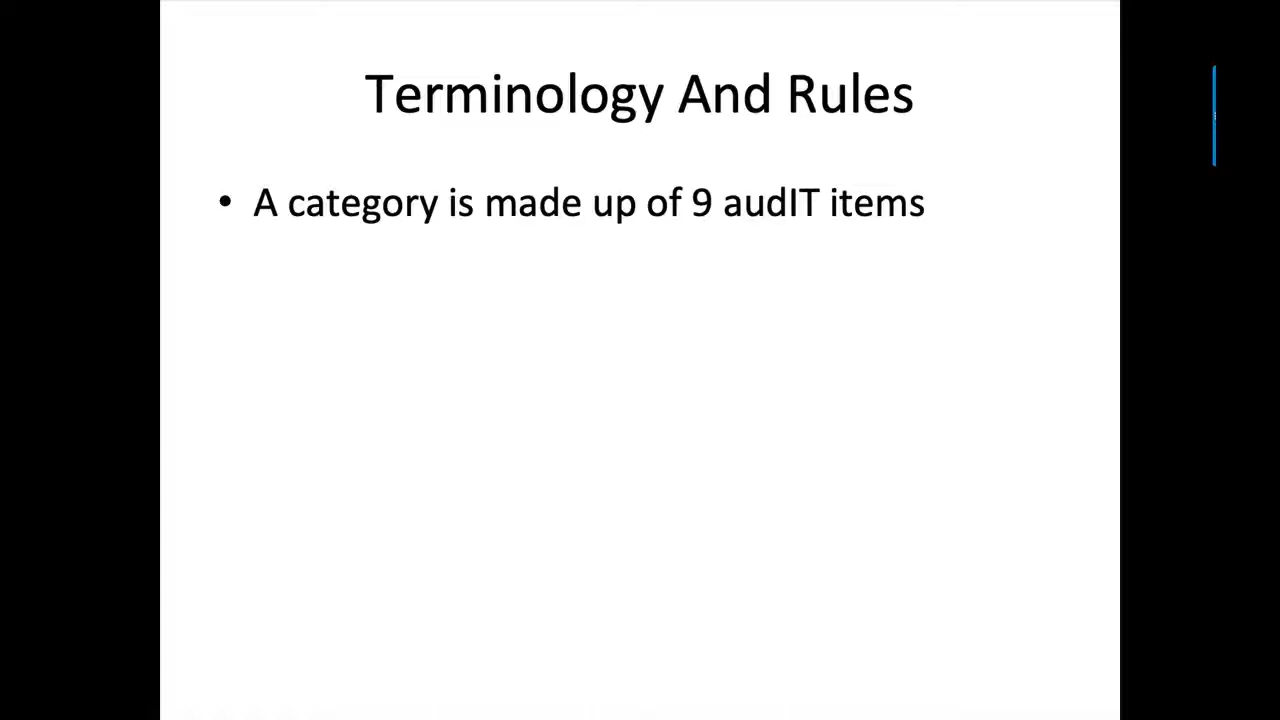 Terminology And Rules
• A category is made up of 9 audIT items